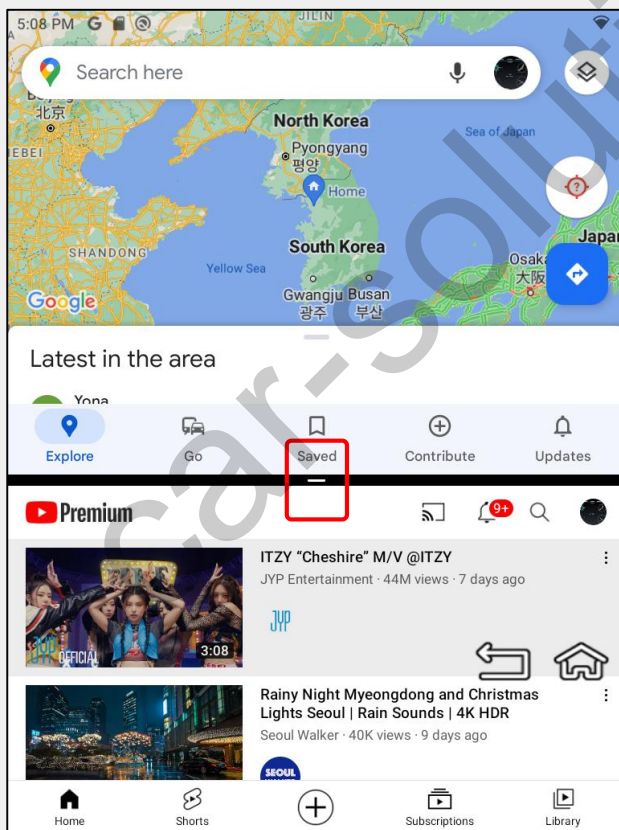 5:08 PM G
JILIN
Search here
北京
EBEI
North Korea
Pyongyang
평양
Sea of Japan
Home
SHANDONG
South Korea
Yellow Sea
Japa
Osaka
大阪
Gwangju Busan
광주 부산
Google
Latest in the area
Yona
Explore Go Saved Contribute Updates
Premium
9+
ITZY “Cheshire” M/V @ITZY
JYP Entertainment · 44M views · 7 days ago
JYP
JYP OFFICIAL
3:08
Rainy Night Myeongdong and Christmas
Lights Seoul | Rain Sounds | 4K HDR
Seoul Walker · 40K views · 9 days ago
SEOUL
Home Shorts Subscriptions Library
car-soluti